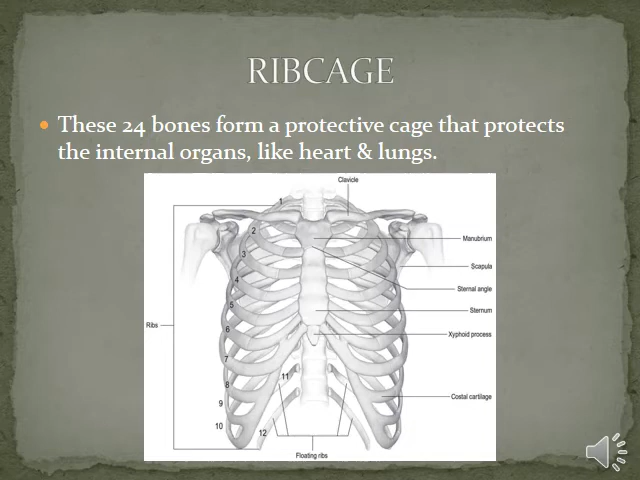 RIBCAGE
These 24 bones form a protective cage that protects
the internal organs, like heart & lungs.
Clavicle
1
2
Manubrium
3
Scapula
4
Sternal angle
5
Sternum
Ribs
6
Xyphoid process
7
11
8
Costal cartilage
9
10
12
Floating ribs